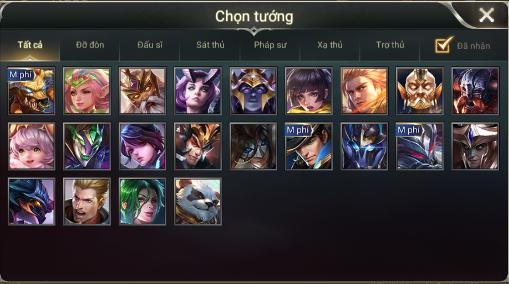 Chọn tướng
Tất cả Đỡ đòn Đấu sĩ Sát thủ Pháp sư Xạ thủ Trợ thủ Đã nhận
M phí
M phí M phí